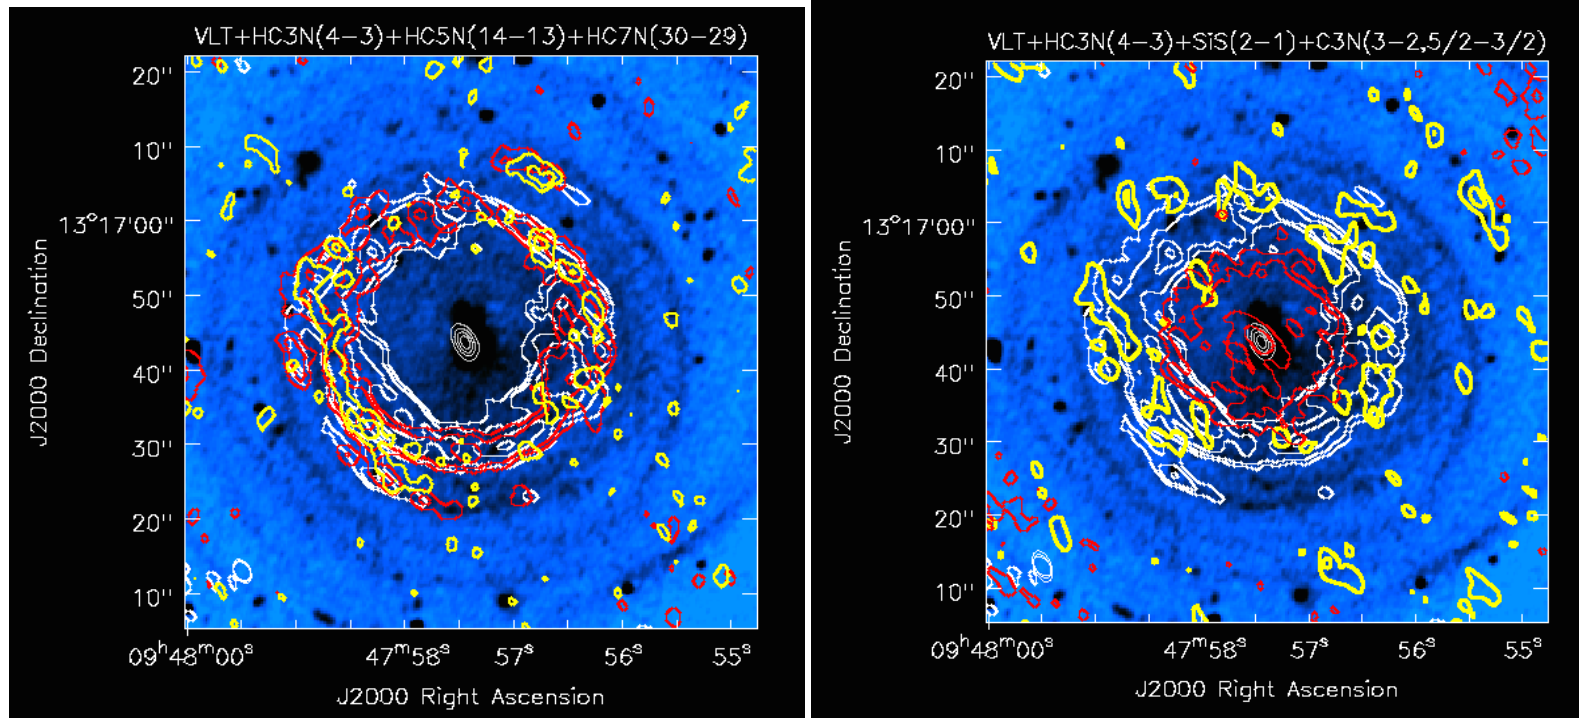 VLT+HC3N(4-3)+HC5N(14-13)+HC7N(30-29)
20"
10"
13°17'00"
50"
40"
30"
20"
10"
J2000 Declination
09ʰ48ᵐ00ˢ 47ᵐ58ˢ 57ˢ 56ˢ 55ˢ
J2000 Right Ascension
VLT+HC3N(4-3)+SiS(2-1)+C3N(3-2,5/2-3/2)
20"
10"
13°17'00"
50"
40"
30"
20"
10"
J2000 Declination
09ʰ48ᵐ00ˢ 47ᵐ58ˢ 57ˢ 56ˢ 55ˢ
J2000 Right Ascension